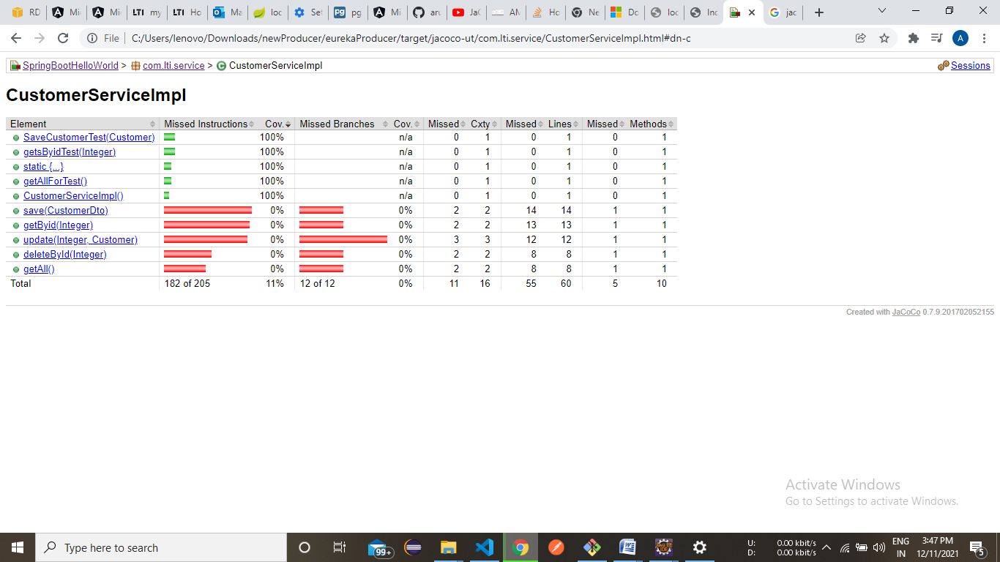 RD Mic Mic LTI my LTI Ho Ma loc Set pg Mi aru JaC AN Ho Ne Do loc Inc jac
File C:/Users/lenovo/Downloads/newProducer/eurekaProducer/target/jacoco-ut/com.lti.service/CustomerServiceImpl.html#dn-c A
SpringBootHelloWorld > com.lti.service > CustomerServiceImpl Sessions
CustomerServiceImpl
Element Missed Instructions Cov. Missed Branches Cov. Missed Cxty Missed Lines Missed Methods
SaveCustomerTest(Customer) 100% n/a 0 1 0 1 0 1
getsByidTest(Integer) 100% n/a 0 1 0 1 0 1
static {...} 100% n/a 0 1 0 1 0 1
getAllForTest() 100% n/a 0 1 0 1 0 1
CustomerServiceImpl() 100% n/a 0 1 0 1 0 1
save(CustomerDto) 0% 0% 2 2 14 14 1 1
getByid(Integer) 0% 0% 2 2 13 13 1 1
update(Integer, Customer) 0% 0% 3 3 12 12 1 1
deleteById(Integer) 0% 0% 2 2 8 8 1 1
getAll() 0% 0% 2 2 8 8 1 1
Total 182 of 205 11% 12 of 12 0% 11 16 55 60 5 10
Created with JaCoCo 0.7.9.201702052155
Activate Windows
Go to Settings to activate Windows.
Type here to search
99+
U: 0.00 kbit/s
D: 0.00 kbit/s
ENG
IN
3:47 PM
12/11/2021
5